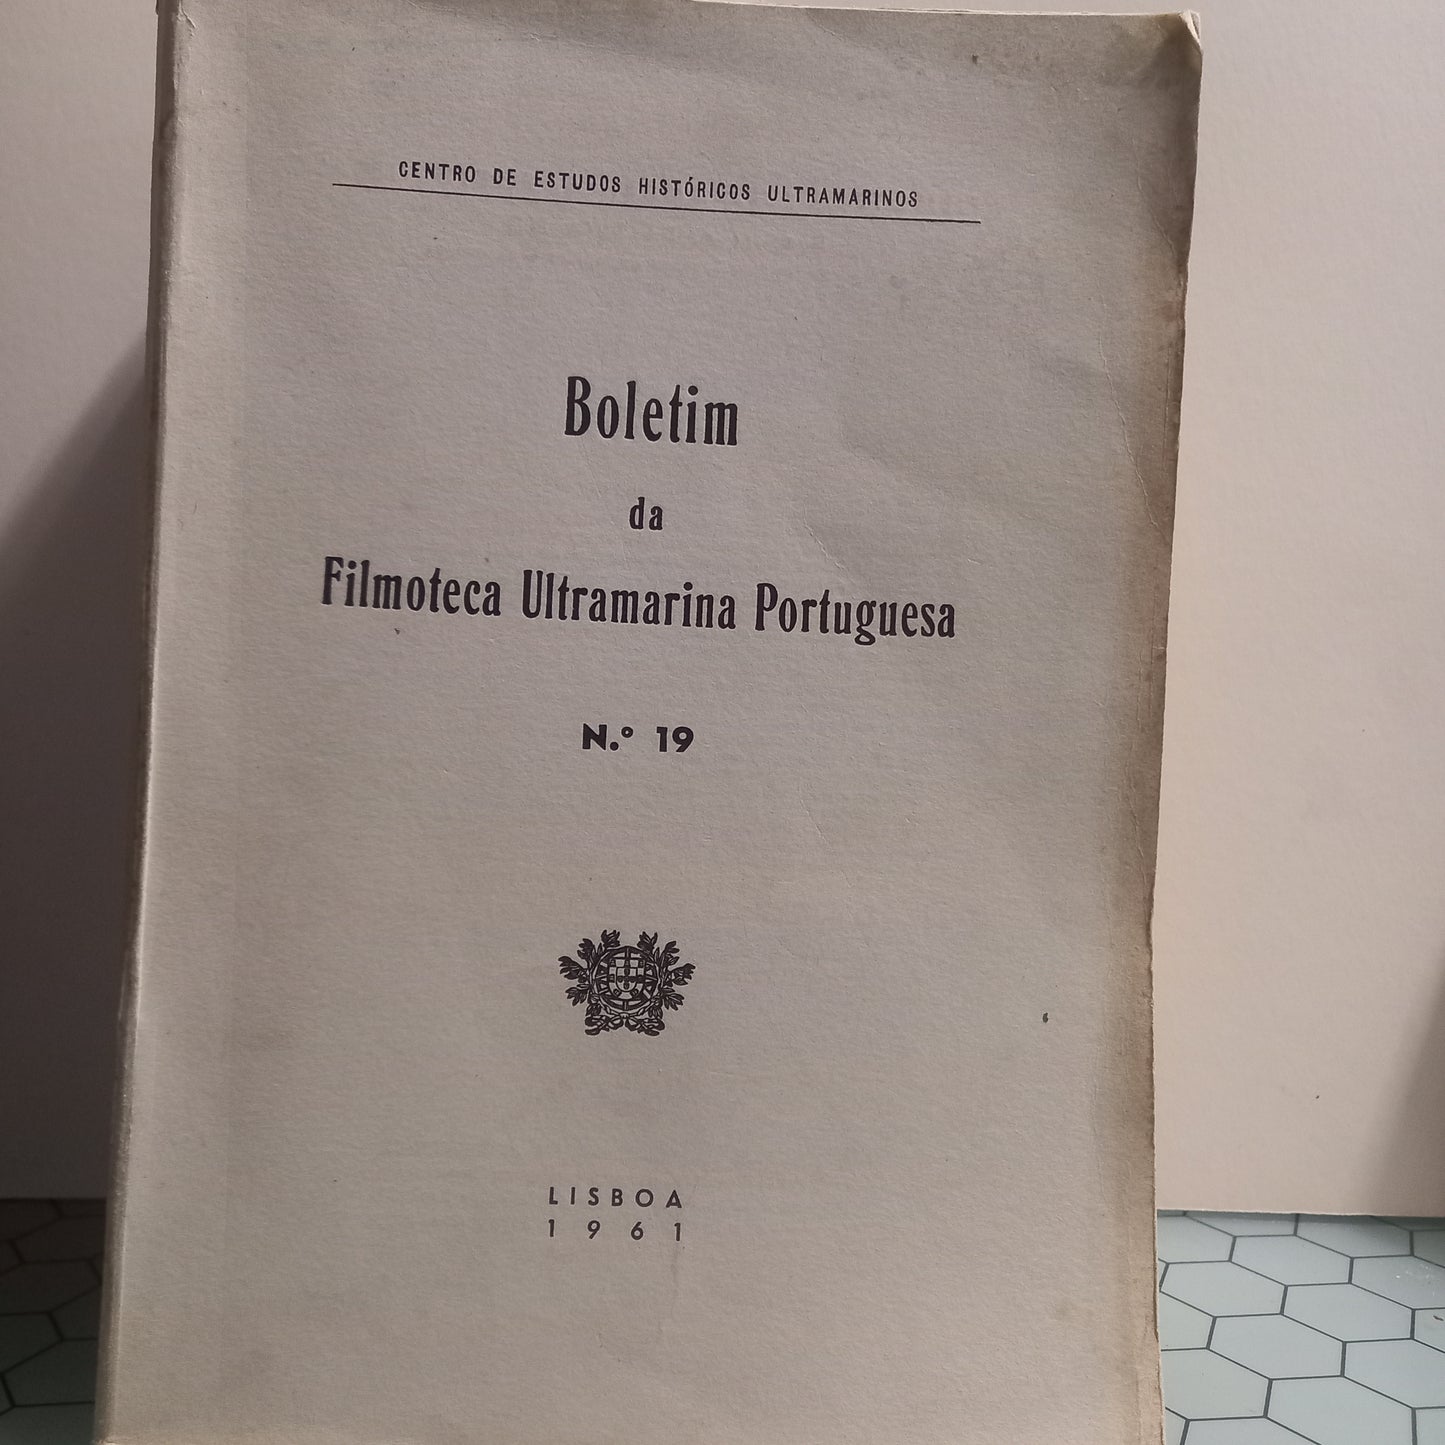 CENTRO DE ESTUDOS HISTÓRICOS ULTRAMARINOS
Boletim
da
Filmoteca Ultramarina Portuguesa
N.º 19
LISBOA
1961